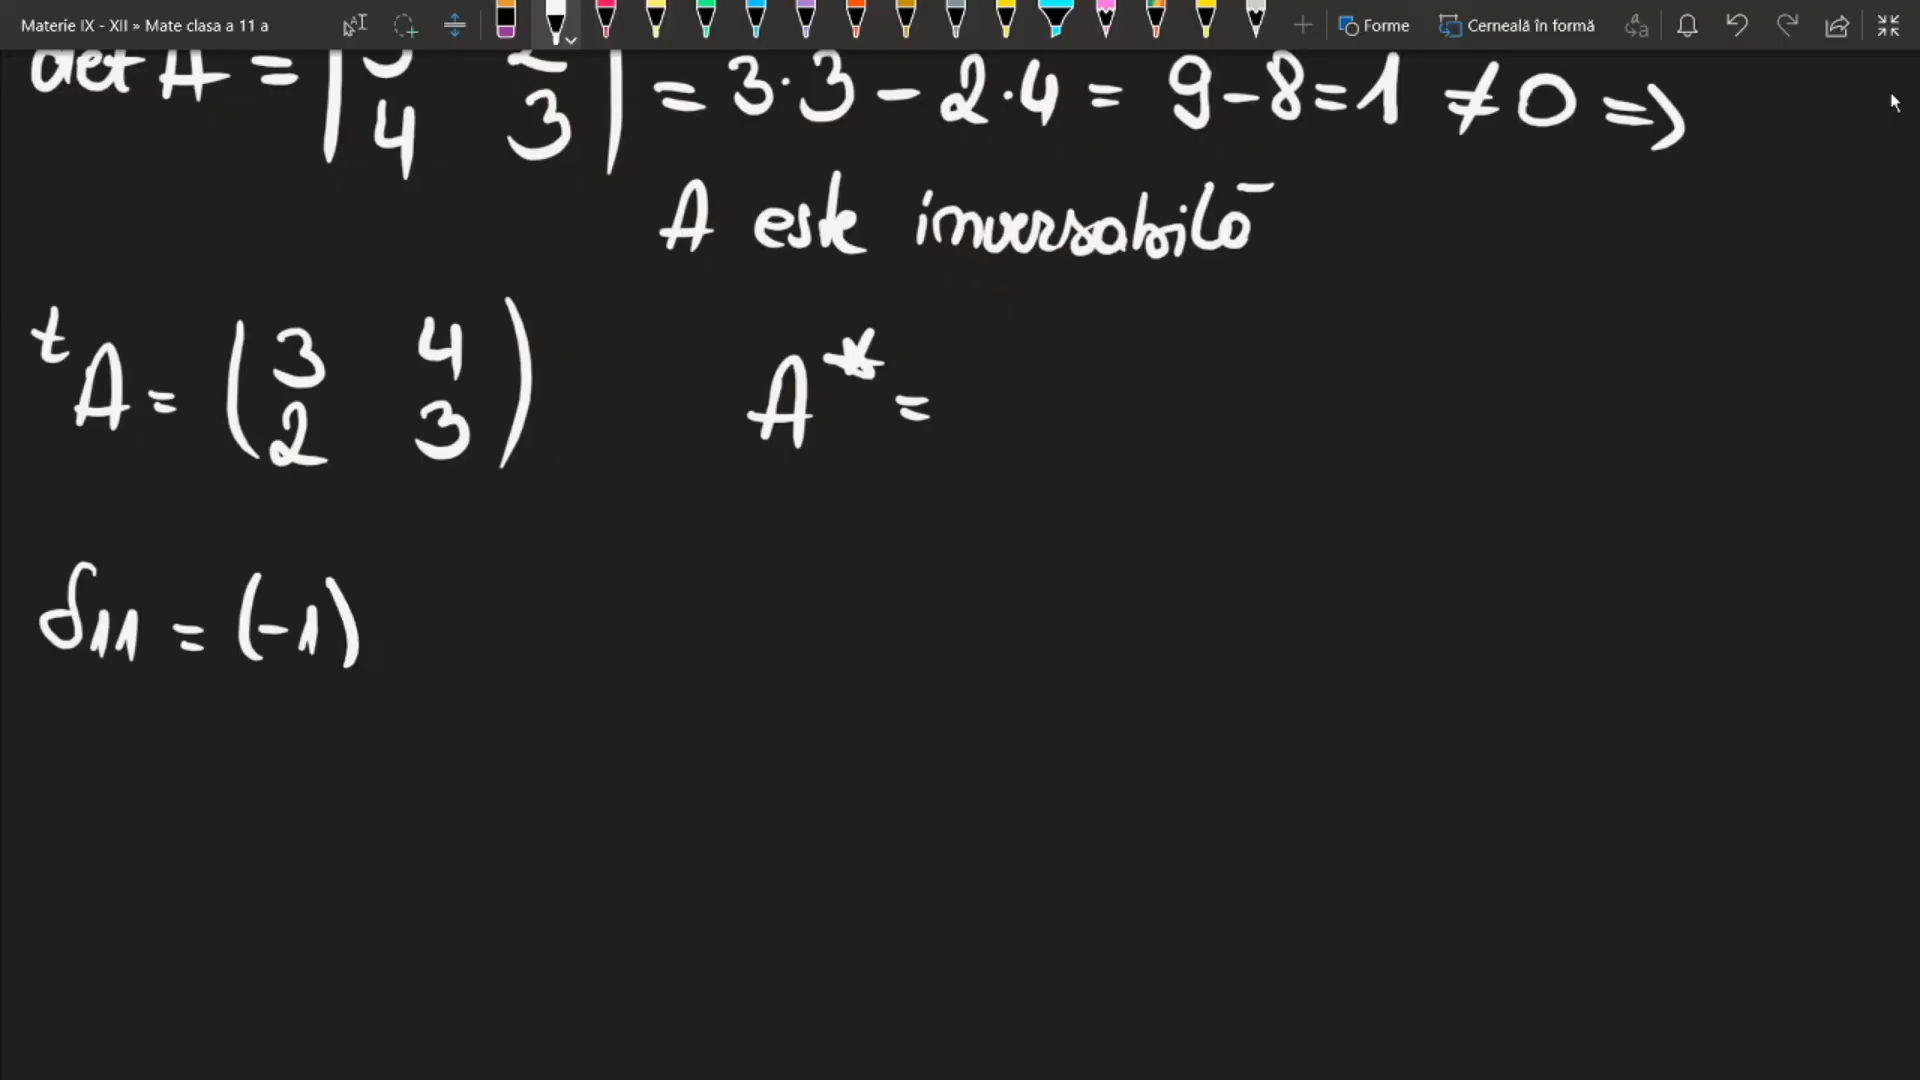 Materie IX - XII » Mate clasa a 11 a
Forme
Cerneală în formă
det A = | 3 2 | = 3·3 - 2·4 = 9-8=1 ≠0 =>
| 4 3 |
A este inversabilă
ᵗA = ( 3 4 )
( 2 3 )
A* =
δ11 = (-1)